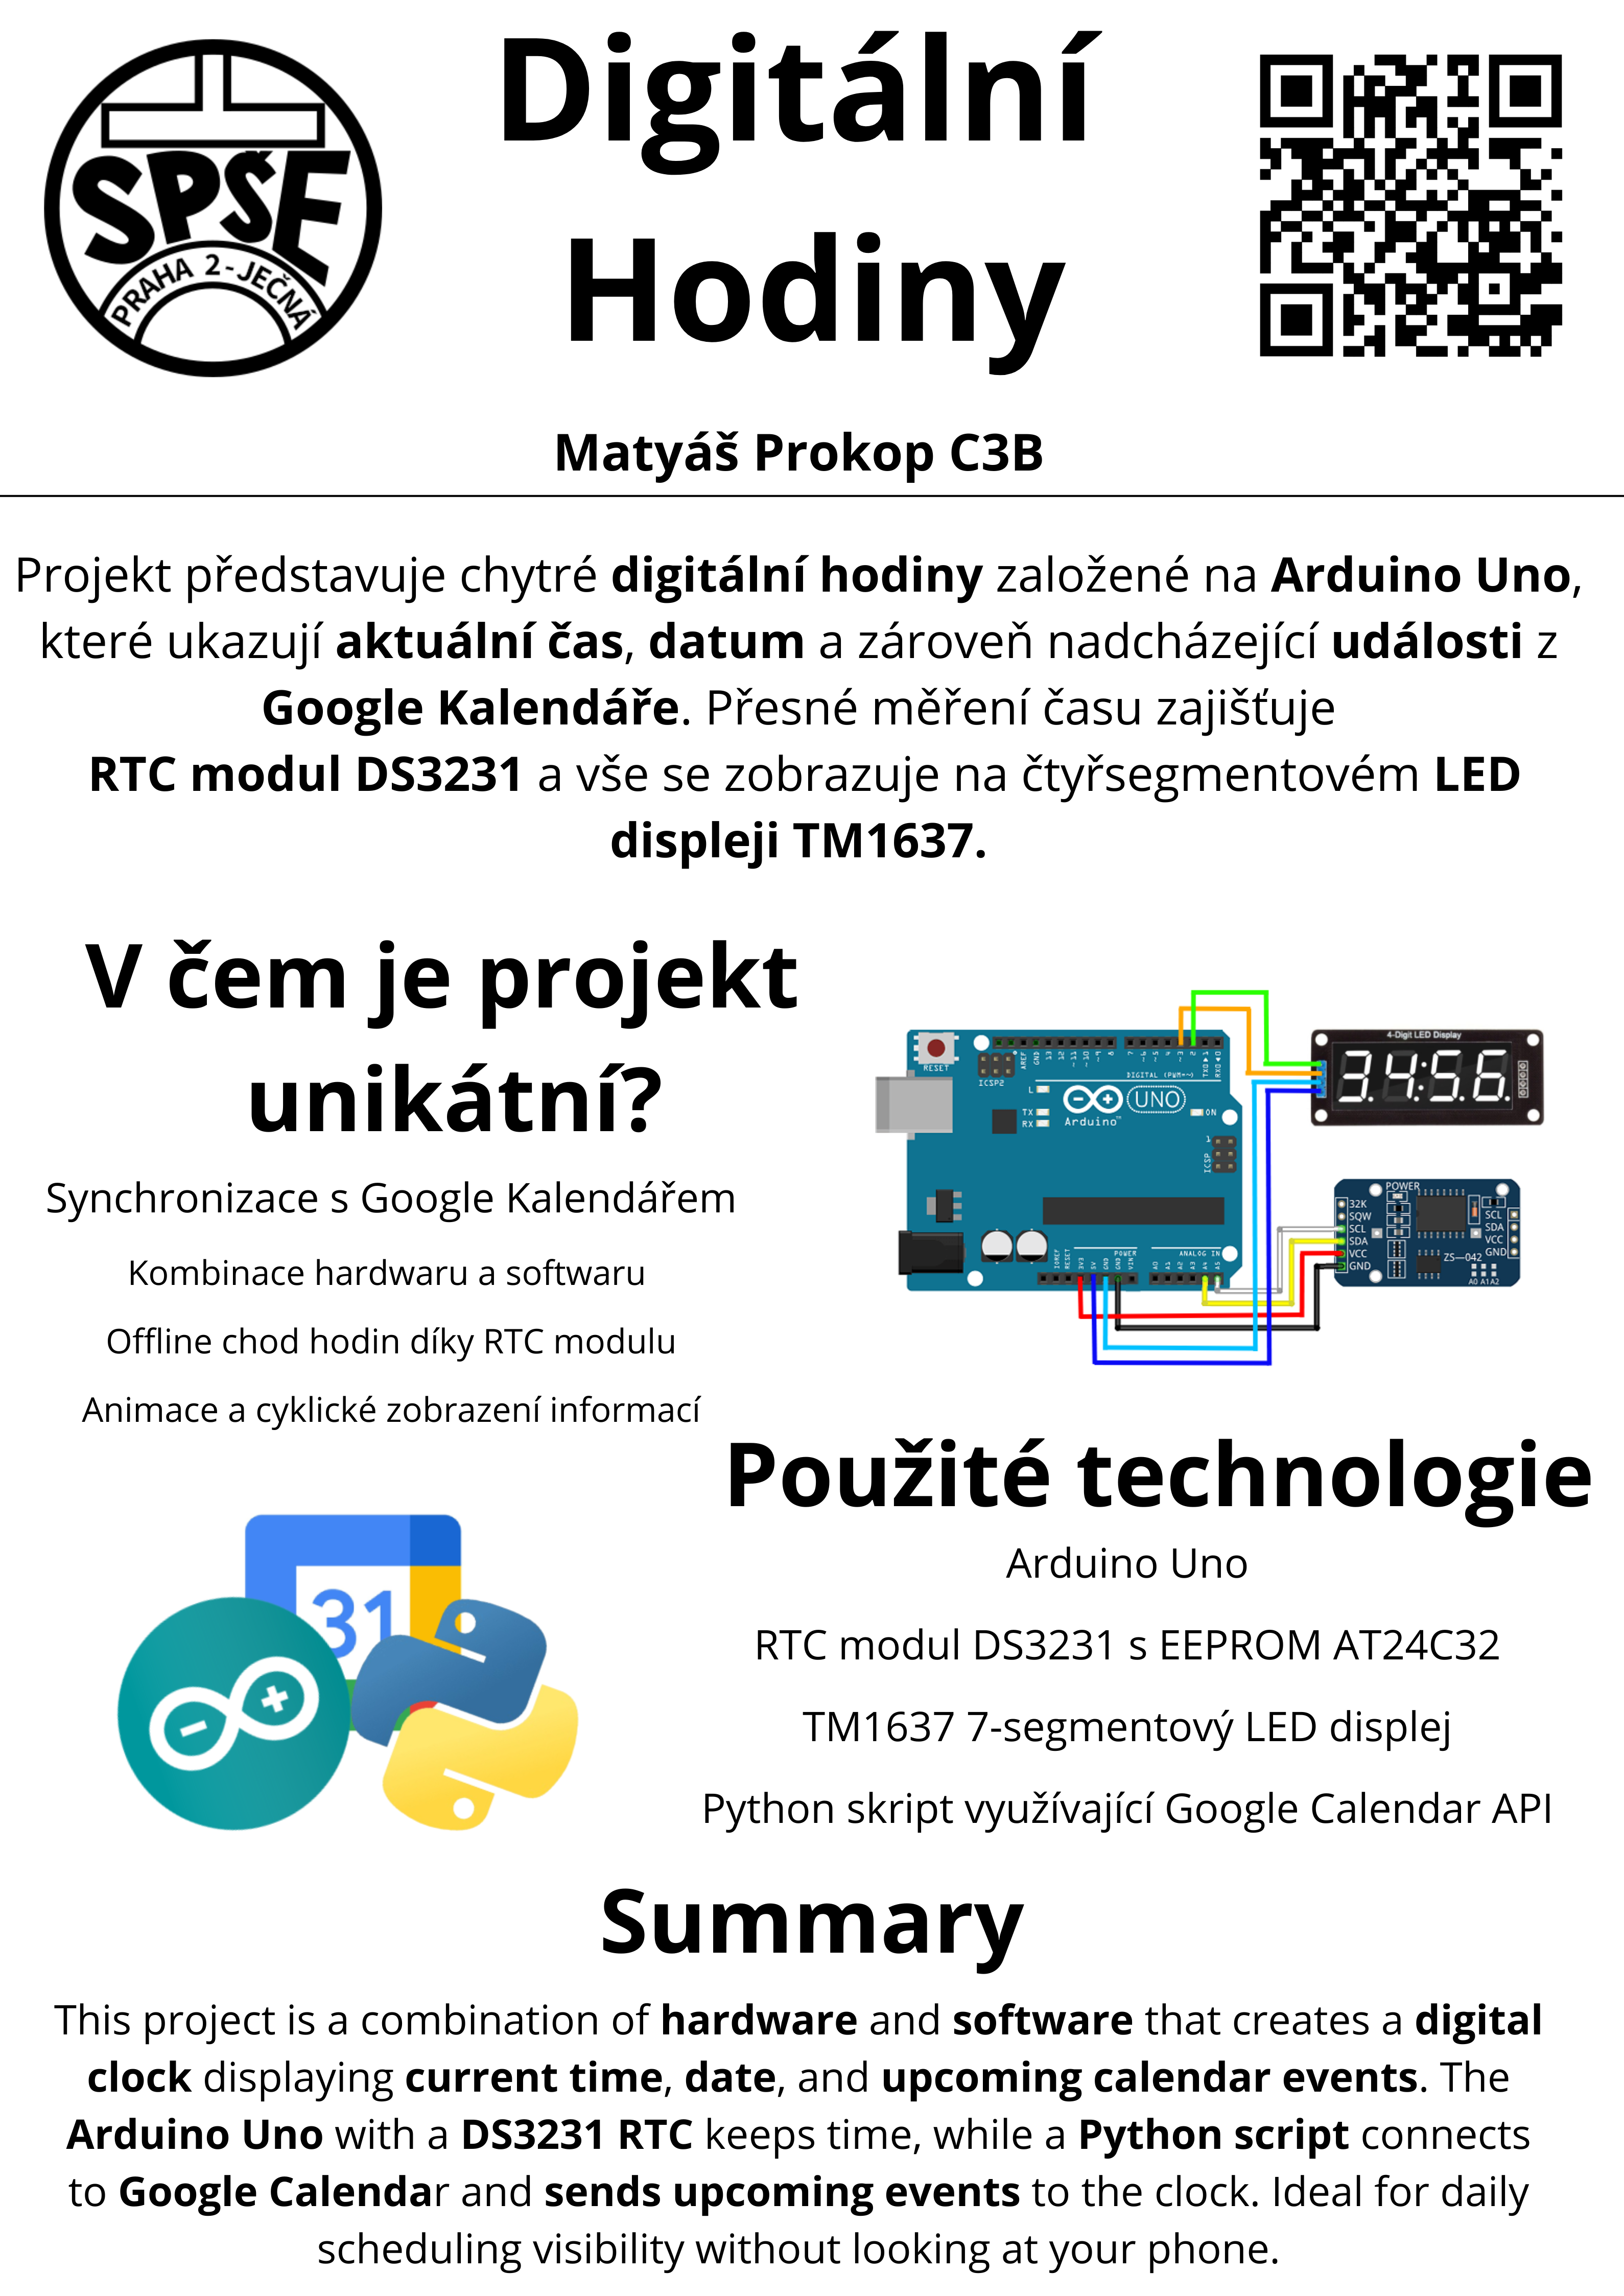 SPŠE
PRAHA 2-JEČNÁ
Digitální
Hodiny
Matyáš Prokop C3B
Projekt představuje chytré digitální hodiny založené na Arduino Uno,
které ukazují aktuální čas, datum a zároveň nadcházející události z
Google Kalendáře. Přesné měření času zajišťuje
RTC modul DS3231 a vše se zobrazuje na čtyřsegmentovém LED
displeji TM1637.
V čem je projekt
unikátní?
Synchronizace s Google Kalendářem
Kombinace hardwaru a softwaru
Offline chod hodin díky RTC modulu
Animace a cyklické zobrazení informací
RESET
ICSP2
AREF
GND
13
12
~11
~10
~9
8
7
~6
~5
4
~3
2
TX0▶1
RX0◀0
DIGITAL (PWM=~)
L
TX
RX
UNO
Arduino™
ON
1
ICSP
IOREF
RESET
3V3
5V
GND
GND
VIN
POWER
ANALOG IN
A0
A1
A2
A3
A4
A5
4-Digit LED Display
34:56
POWER
32K
SQW
SCL
SDA
VCC
GND
SCL
SDA
VCC
GND
ZS—042
A0 A1 A2
Použité technologie
Arduino Uno
RTC modul DS3231 s EEPROM AT24C32
TM1637 7-segmentový LED displej
Python skript využívající Google Calendar API
31
Summary
This project is a combination of hardware and software that creates a digital
clock displaying current time, date, and upcoming calendar events. The
Arduino Uno with a DS3231 RTC keeps time, while a Python script connects
to Google Calendar and sends upcoming events to the clock. Ideal for daily
scheduling visibility without looking at your phone.